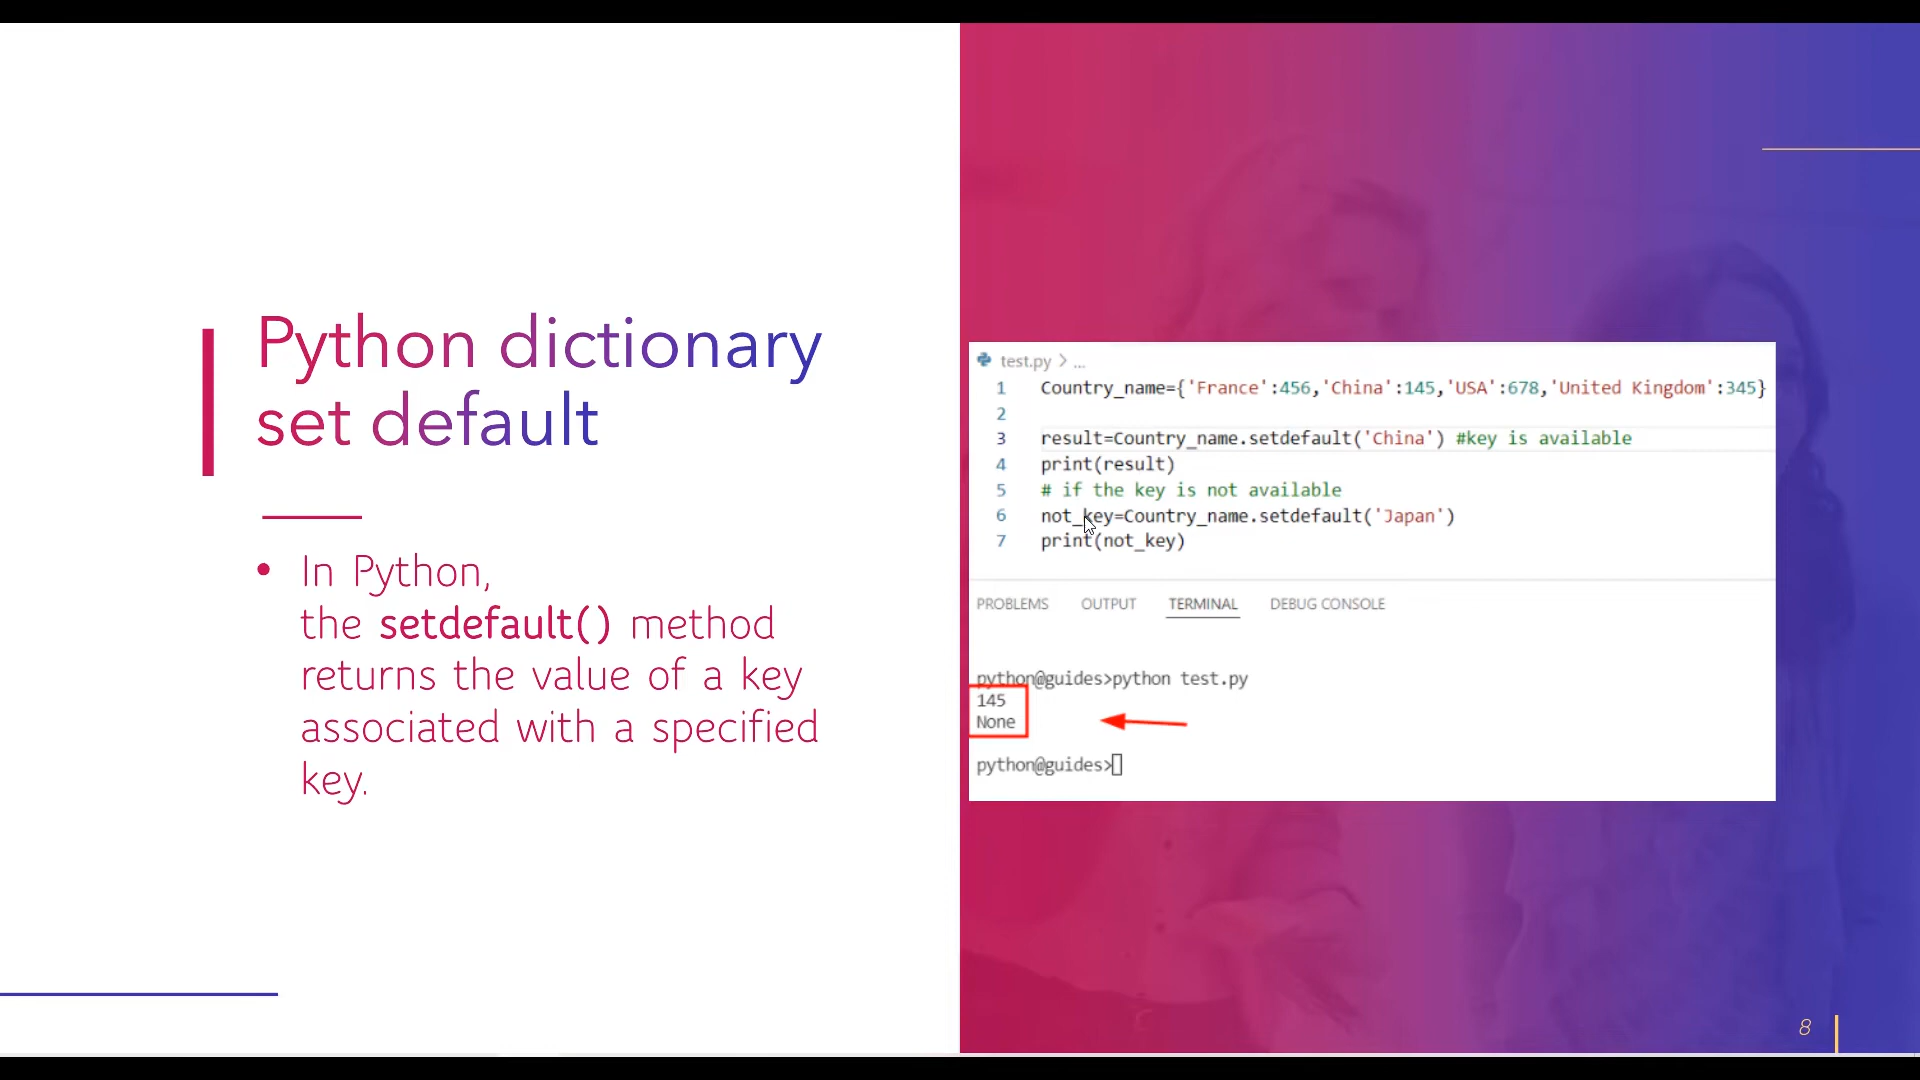 Python dictionary
set default
• In Python,
the setdefault() method
returns the value of a key
associated with a specified
key.
test.py > ...
1 Country_name={'France':456,'China':145,'USA':678,'United Kingdom':345}
2
3 result=Country_name.setdefault('China') #key is available
4 print(result)
5 # if the key is not available
6 not_key=Country_name.setdefault('Japan')
7 print(not_key)
PROBLEMS OUTPUT TERMINAL DEBUG CONSOLE
python@guides>python test.py
145
None
python@guides>
8